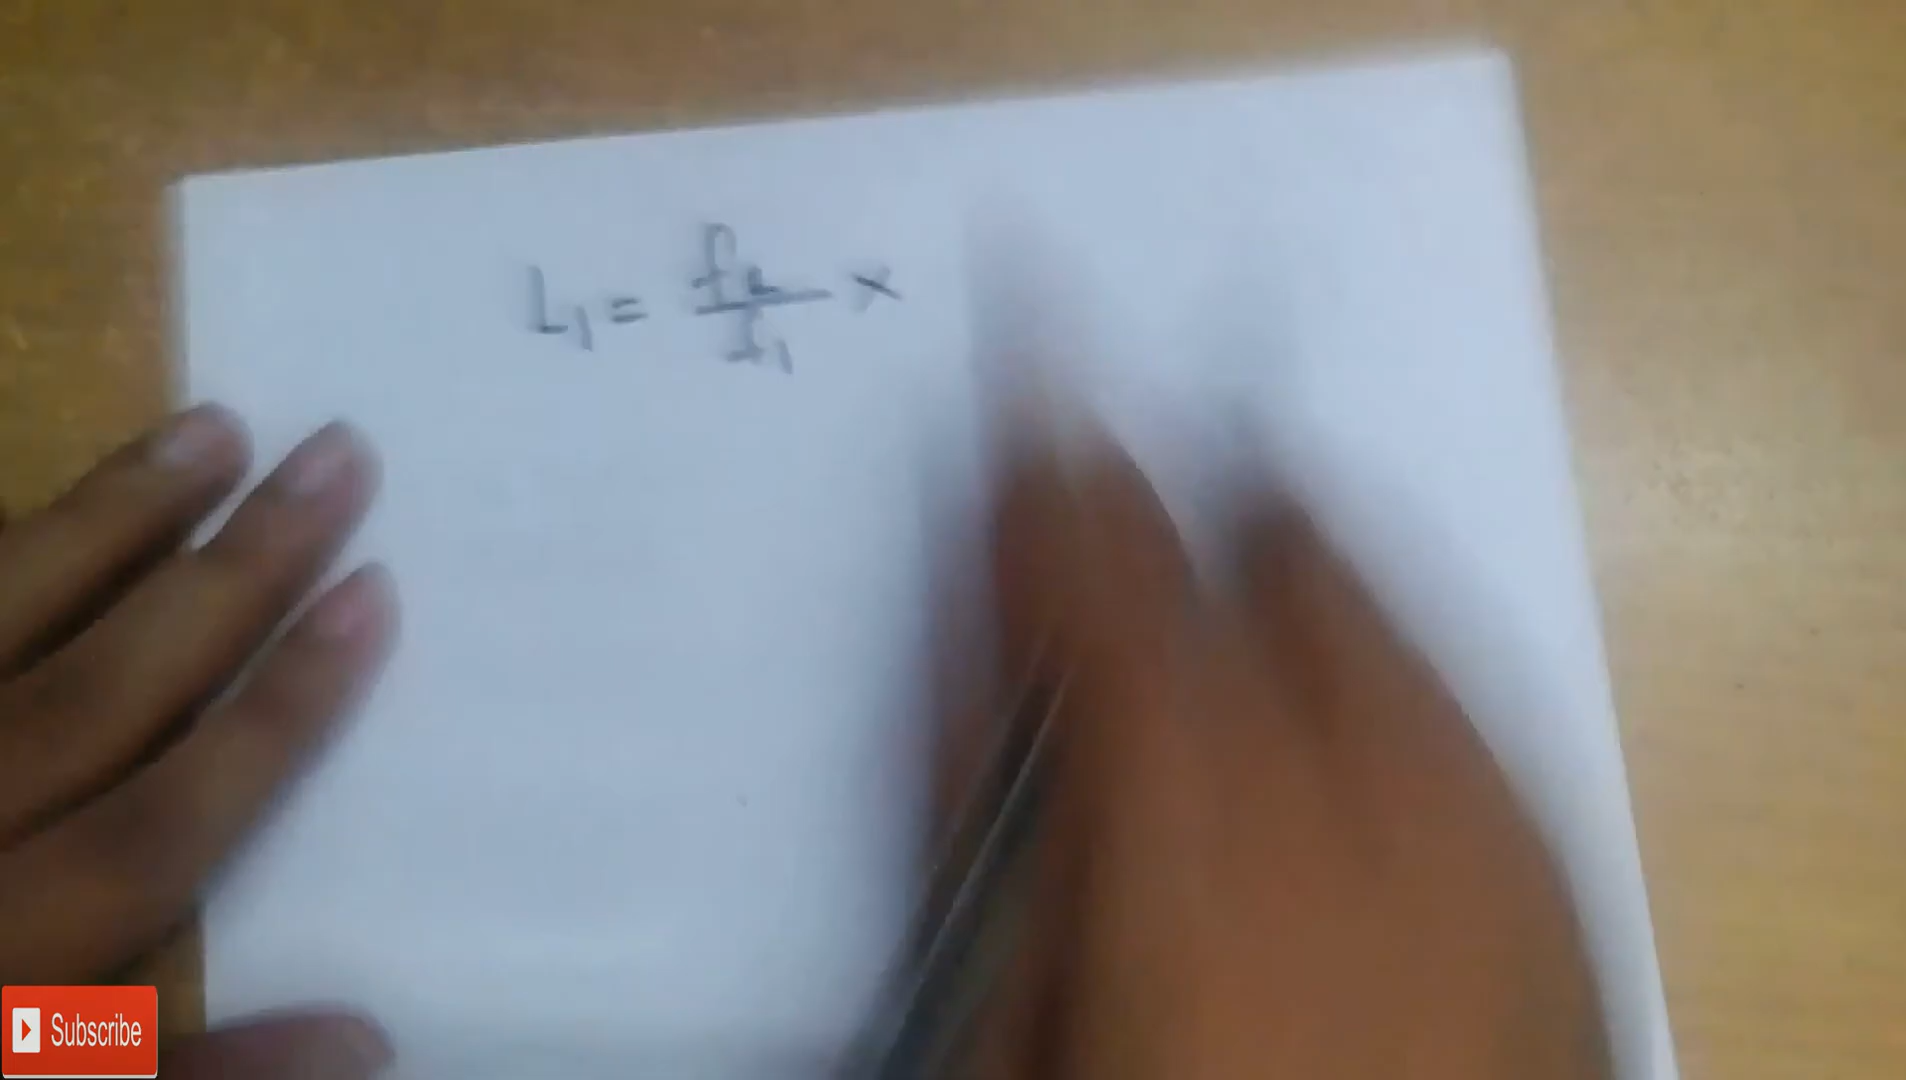 L₁ = f₂/f₁ ×
Subscribe